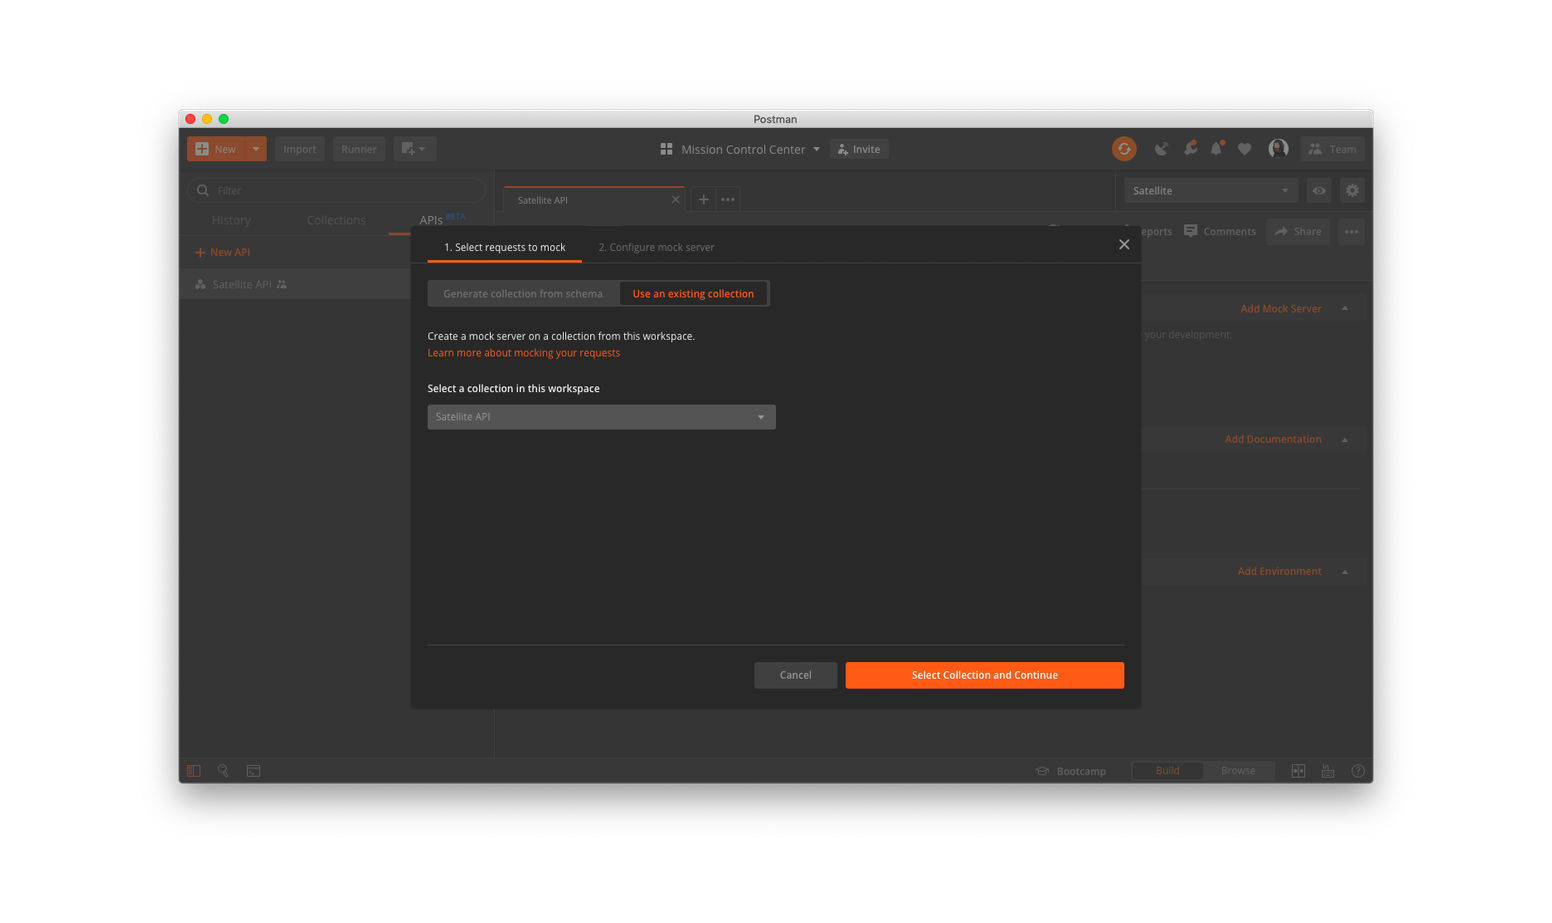 Postman
New
Import
Runner
Mission Control Center
Invite
Team
Filter
Satellite API
Satellite
History
Collections
APIs BETA
New API
Satellite API
eports
Comments
Share
1. Select requests to mock
2. Configure mock server
Generate collection from schema
Use an existing collection
Create a mock server on a collection from this workspace.
Learn more about mocking your requests
Select a collection in this workspace
Satellite API
Add Mock Server
your development.
Add Documentation
Add Environment
Cancel
Select Collection and Continue
Bootcamp
Build
Browse